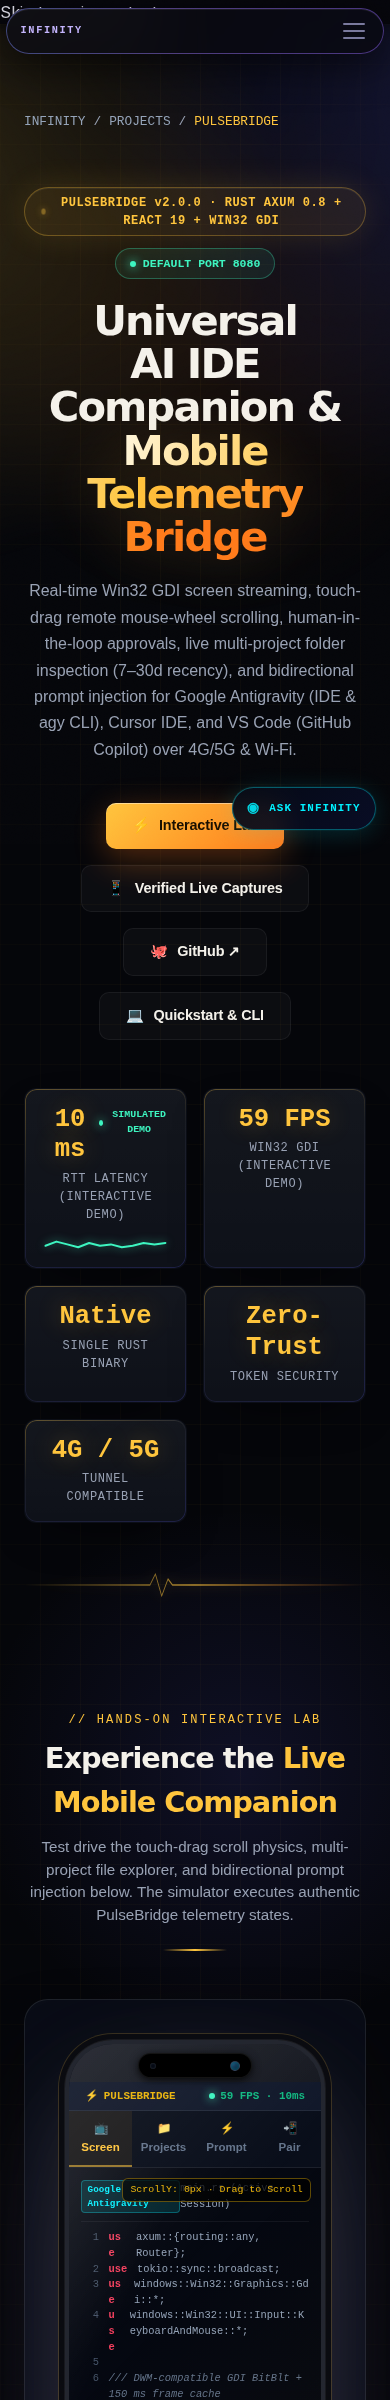 INFINITY
INFINITY / PROJECTS / PULSEBRIDGE
PULSEBRIDGE v2.0.0 · RUST AXUM 0.8 +
REACT 19 + WIN32 GDI
DEFAULT PORT 8080
Universal
AI IDE
Companion &
Mobile
Telemetry
Bridge
Real-time Win32 GDI screen streaming, touch-
drag remote mouse-wheel scrolling, human-in-
the-loop approvals, live multi-project folder
inspection (7–30d recency), and bidirectional
prompt injection for Google Antigravity (IDE &
agy CLI), Cursor IDE, and VS Code (GitHub
Copilot) over 4G/5G & Wi-Fi.
ASK INFINITY
Interactive
Verified Live Captures
GitHub ↗
Quickstart & CLI
10
ms
SIMULATED
DEMO
RTT LATENCY
(INTERACTIVE
DEMO)
59 FPS
WIN32 GDI
(INTERACTIVE
DEMO)
Native
SINGLE RUST
BINARY
Zero-
Trust
TOKEN SECURITY
4G / 5G
TUNNEL
COMPATIBLE
// HANDS-ON INTERACTIVE LAB
Experience the Live
Mobile Companion
Test drive the touch-drag scroll physics, multi-
project file explorer, and bidirectional prompt
injection below. The simulator executes authentic
PulseBridge telemetry states.
⚡ PULSEBRIDGE
59 FPS · 10ms
Screen
Projects
Prompt
Pair
Google
Antigravity
ScrollY: 0px · Drag to Scroll
Session)
1 us axum::{routing::any,
e Router};
2 use tokio::sync::broadcast;
3 us windows::Win32::Graphics::Gd
e i::*;
4 u windows::Win32::UI::Input::K
s eyboardAndMouse::*;
e
5
6 /// DWM-compatible GDI BitBlt +
150 ms frame cache